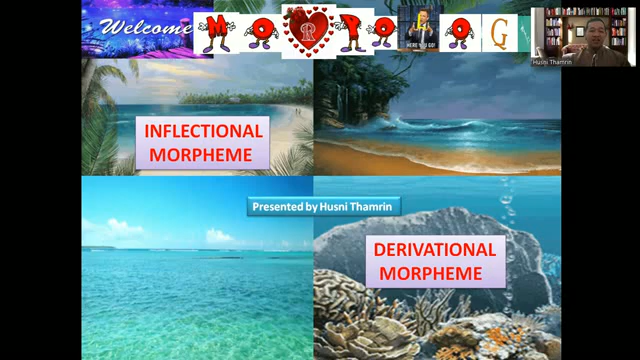 Welcome
M O R Y O O G
HERE YOU GO!
Husni Thamrin
INFLECTIONAL
MORPHEME
Presented by Husni Thamrin
DERIVATIONAL
MORPHEME